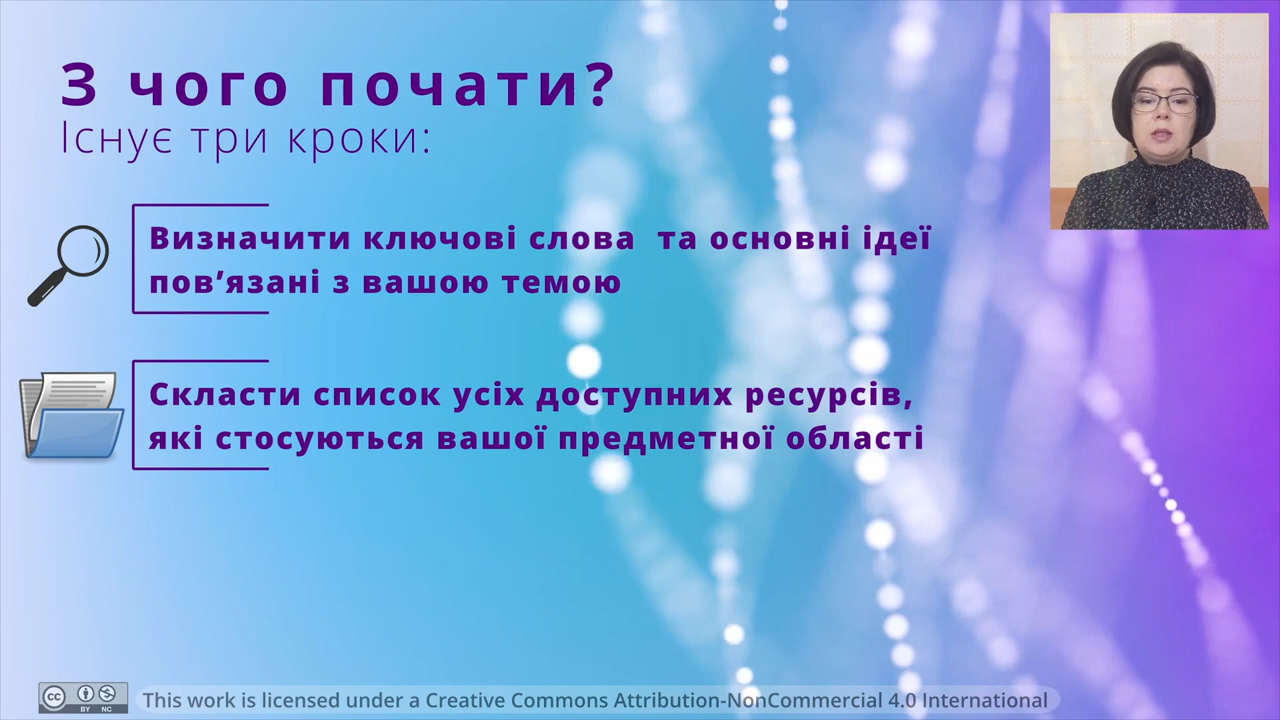 З чого почати?
Існує три кроки:
Визначити ключові слова та основні ідеї
пов’язані з вашою темою
Скласти список усіх доступних ресурсів,
які стосуються вашої предметної області
cc BY NC
This work is licensed under a Creative Commons Attribution-NonCommercial 4.0 International